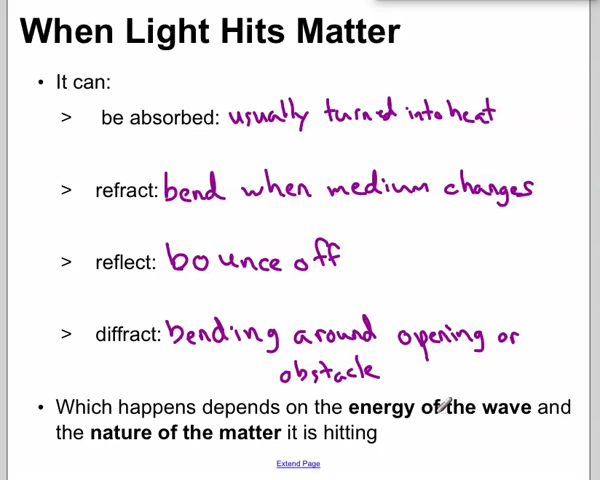 When Light Hits Matter
• It can:
> be absorbed: usually turned into heat
> refract: bend when medium changes
> reflect: bounce off
> diffract: bending around opening or
obstacle
• Which happens depends on the energy of the wave and
the nature of the matter it is hitting
Extend Page